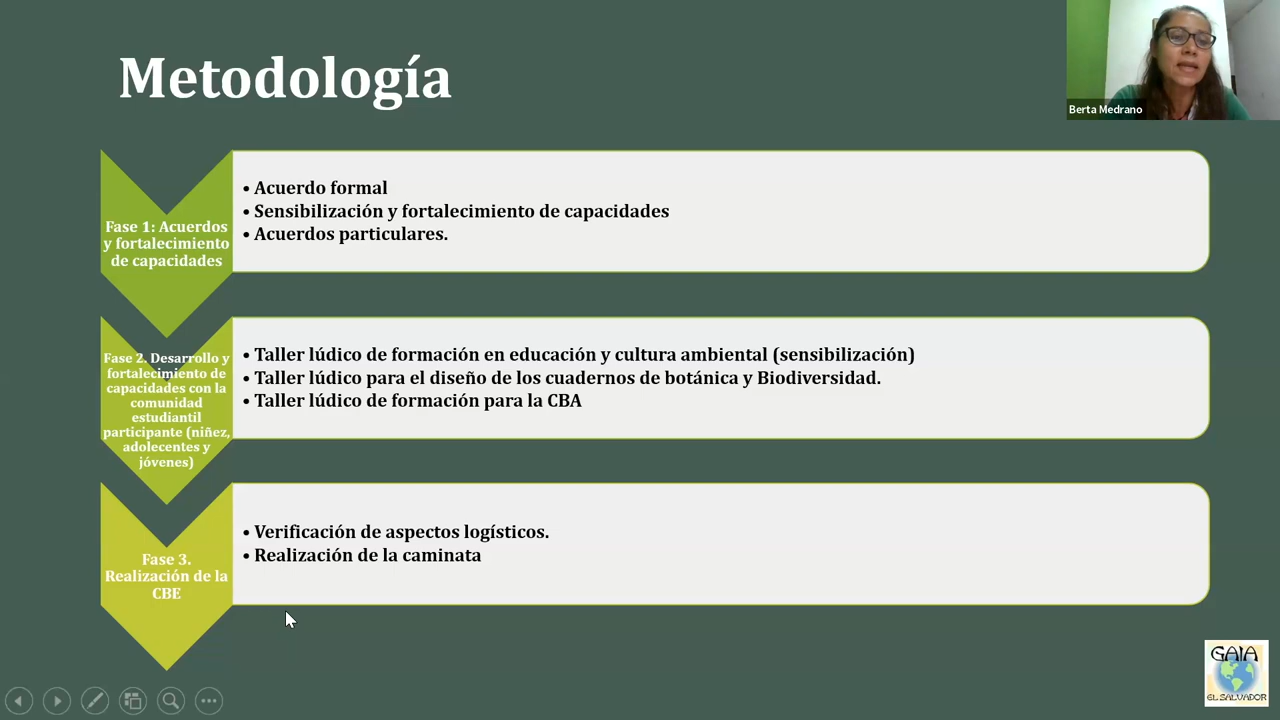 Metodología
Berta Medrano
Fase 1: Acuerdos
y fortalecimiento
de capacidades
• Acuerdo formal
• Sensibilización y fortalecimiento de capacidades
• Acuerdos particulares.
Fase 2. Desarrollo y
fortalecimiento de
capacidades con la
comunidad
estudiantil
participante (niñez,
adolecentes y
jóvenes)
• Taller lúdico de formación en educación y cultura ambiental (sensibilización)
• Taller lúdico para el diseño de los cuadernos de botánica y Biodiversidad.
• Taller lúdico de formación para la CBA
Fase 3.
Realización de la
CBE
• Verificación de aspectos logísticos.
• Realización de la caminata
GAIA
EL SALVADOR